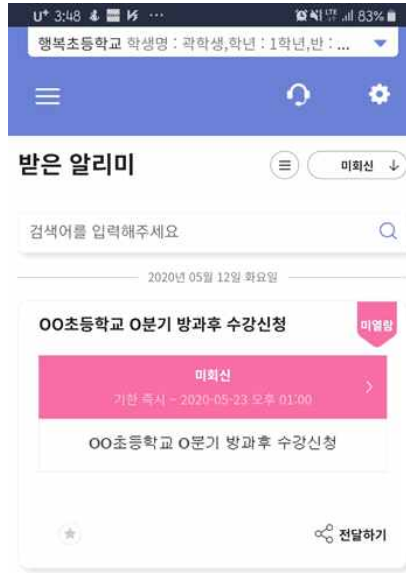 U+ 3:48 ... LTE 83%
행복초등학교 학생명 : 곽학생,학년 : 1학년,반 : ...
받은 알리미
미회신 ↓
검색어를 입력해주세요
2020년 05월 12일 화요일
OO초등학교 O분기 방과후 수강신청
미열람
미회신
기한 즉시 ~ 2020-05-23 오후 01:00
OO초등학교 O분기 방과후 수강신청
전달하기